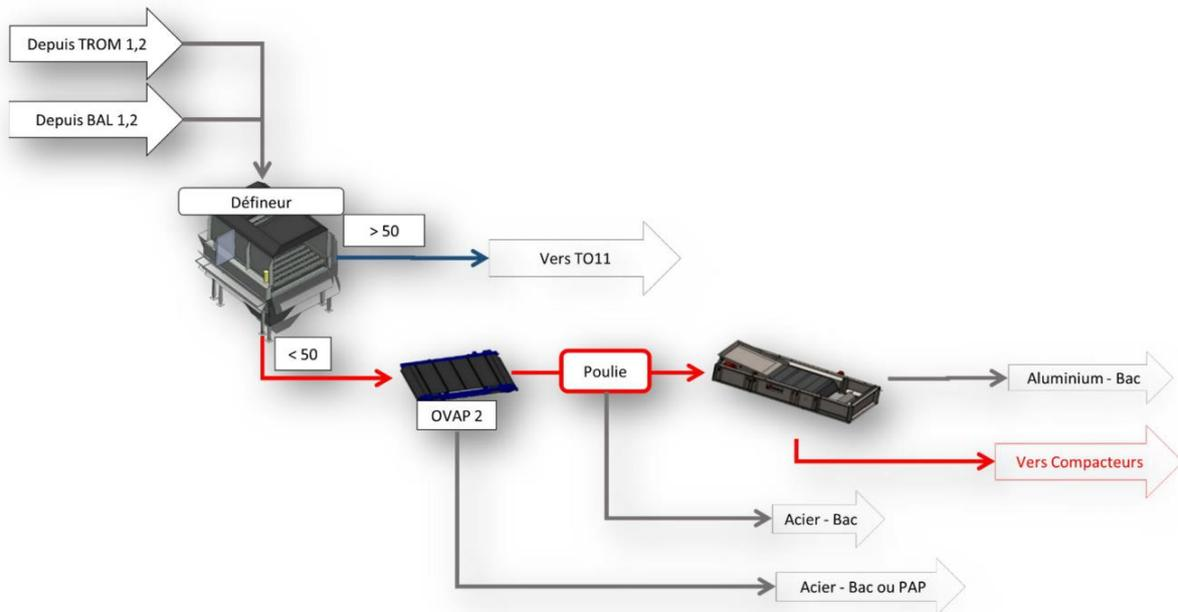 Depuis TROM 1,2
Depuis BAL 1,2
Défineur
> 50
Vers TO11
< 50
OVAP 2
Poulie
Aluminium - Bac
Vers Compacteurs
Acier - Bac
Acier - Bac ou PAP